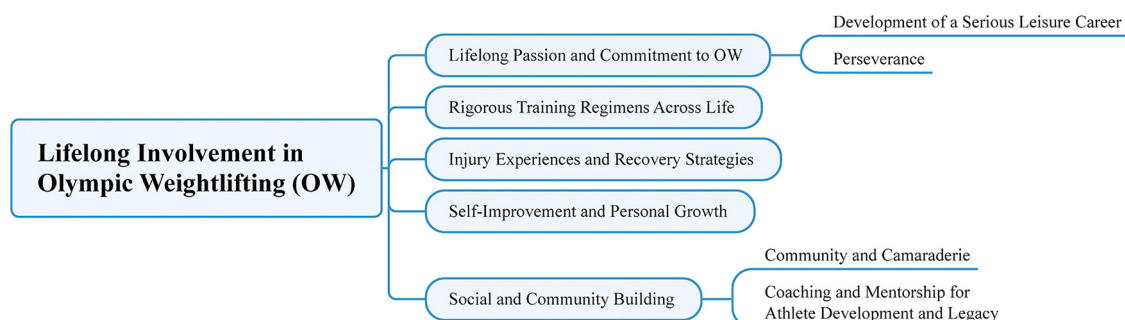 Development of a Serious Leisure Career
Lifelong Passion and Commitment to OW
Perseverance
Rigorous Training Regimens Across Life
Lifelong Involvement in
Olympic Weightlifting (OW)
Injury Experiences and Recovery Strategies
Self-Improvement and Personal Growth
Community and Camaraderie
Social and Community Building
Coaching and Mentorship for
Athlete Development and Legacy